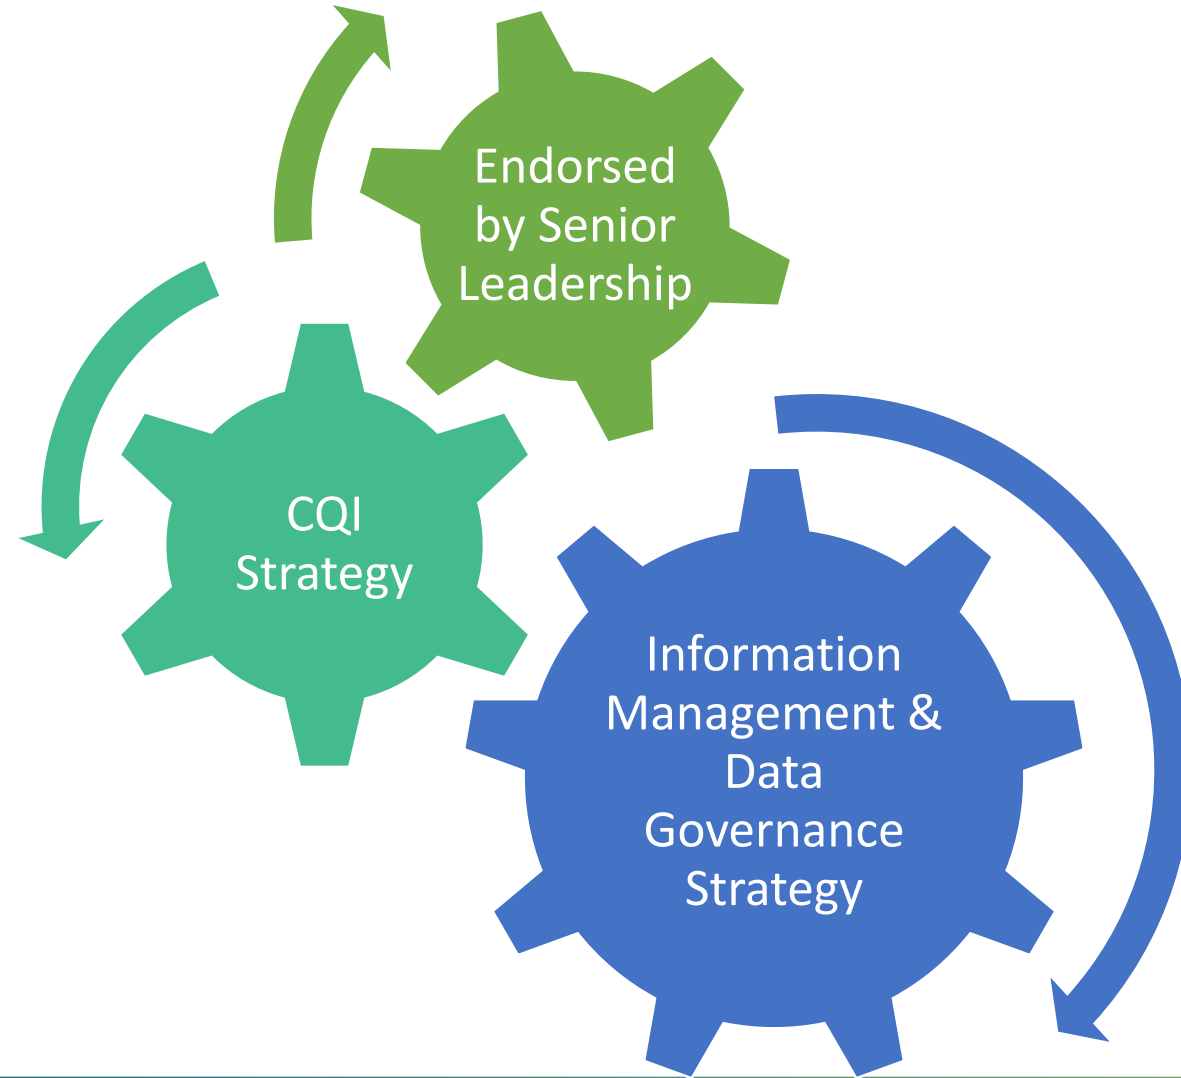 Endorsed
by Senior
Leadership
CQI
Strategy
Information
Management &
Data
Governance
Strategy